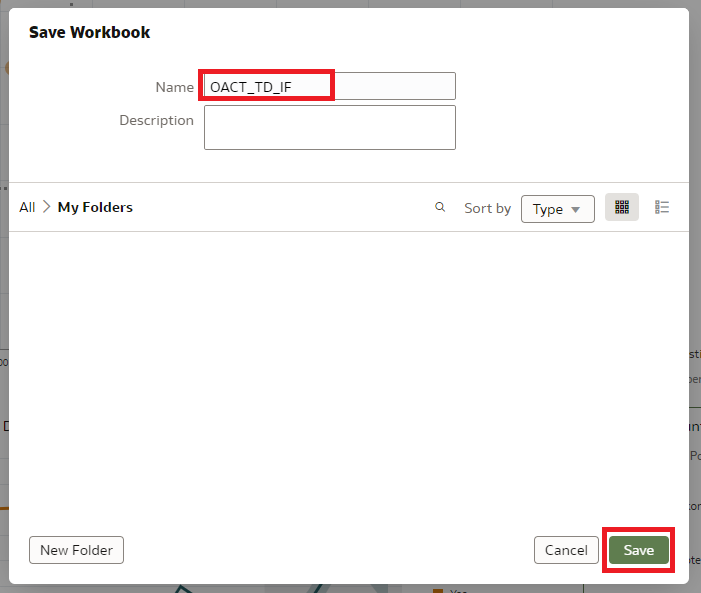 Save Workbook
Name OACT_TD_IF
Description
All > My Folders Sort by Type
New Folder Cancel Save